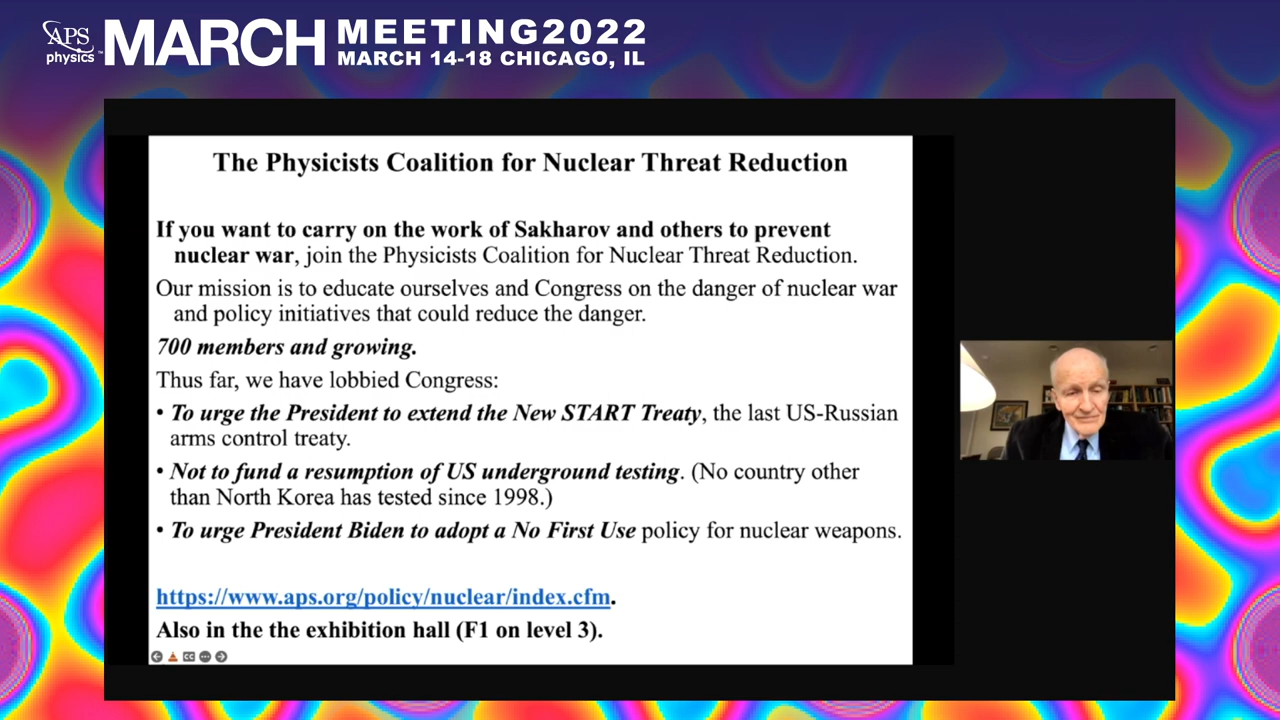 APS physics MARCH MEETING2022
MARCH 14-18 CHICAGO, IL
The Physicists Coalition for Nuclear Threat Reduction
If you want to carry on the work of Sakharov and others to prevent
nuclear war, join the Physicists Coalition for Nuclear Threat Reduction.
Our mission is to educate ourselves and Congress on the danger of nuclear war
and policy initiatives that could reduce the danger.
700 members and growing.
Thus far, we have lobbied Congress:
• To urge the President to extend the New START Treaty, the last US-Russian
arms control treaty.
• Not to fund a resumption of US underground testing. (No country other
than North Korea has tested since 1998.)
• To urge President Biden to adopt a No First Use policy for nuclear weapons.
https://www.aps.org/policy/nuclear/index.cfm.
Also in the the exhibition hall (F1 on level 3).
CC